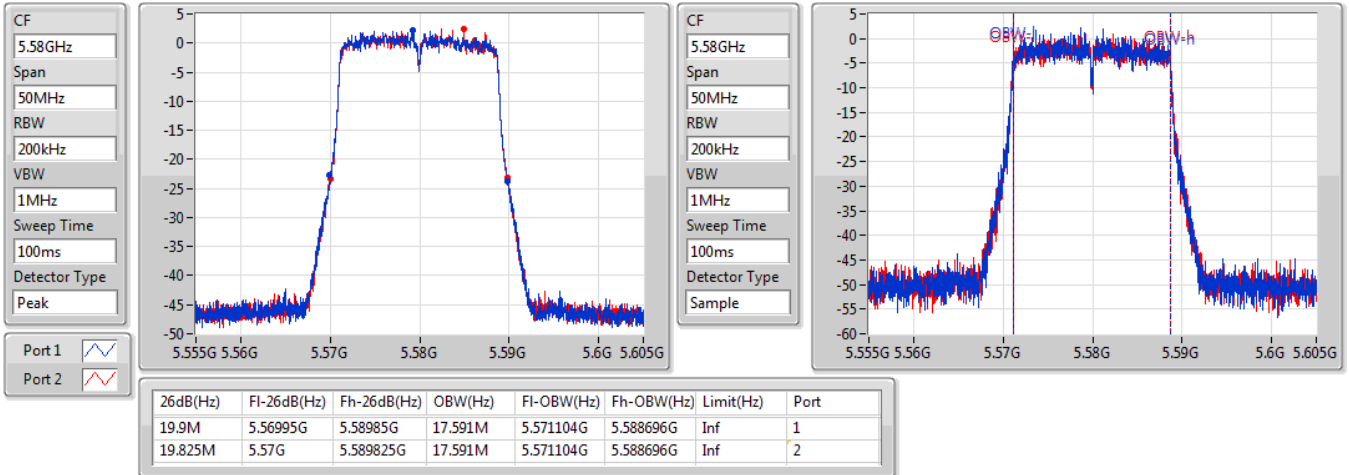 CF
5.58GHz
Span
50MHz
RBW
200kHz
VBW
1MHz
Sweep Time
100ms
Detector Type
Peak
5
0
-5
-10
-15
-20
-25
-30
-35
-40
-45
-50
5.555G 5.56G 5.57G 5.58G 5.59G 5.6G 5.605G
CF
5.58GHz
Span
50MHz
RBW
200kHz
VBW
1MHz
Sweep Time
100ms
Detector Type
Sample
5
0
-5
-10
-15
-20
-25
-30
-35
-40
-45
-50
-55
-60
OBW-l OBW-h
5.555G 5.56G 5.57G 5.58G 5.59G 5.6G 5.605G
Port 1
Port 2
26dB(Hz) Fl-26dB(Hz) Fh-26dB(Hz) OBW(Hz) Fl-OBW(Hz) Fh-OBW(Hz) Limit(Hz) Port
19.9M 5.56995G 5.58985G 17.591M 5.571104G 5.588696G Inf 1
19.825M 5.57G 5.589825G 17.591M 5.571104G 5.588696G Inf 2